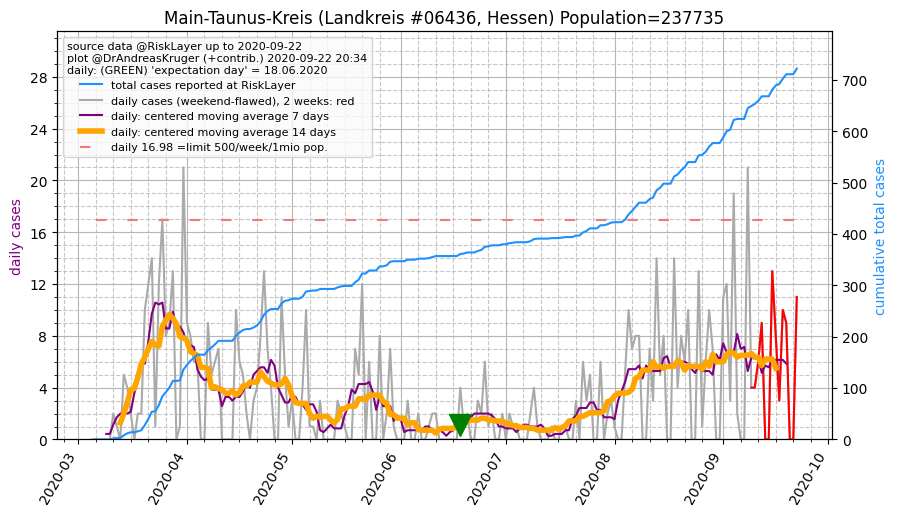 Main-Taunus-Kreis (Landkreis #06436, Hessen) Population=237735
source data @RiskLayer up to 2020-09-22
plot @DrAndreasKruger (+contrib.) 2020-09-22 20:34
daily: (GREEN) 'expectation day' = 18.06.2020
total cases reported at RiskLayer
daily cases (weekend-flawed), 2 weeks: red
daily: centered moving average 7 days
daily: centered moving average 14 days
daily 16.98 =limit 500/week/1mio pop.
daily cases
28
24
20
16
12
8
4
0
cumulative total cases
700
600
500
400
300
200
100
0
2020-03
2020-04
2020-05
2020-06
2020-07
2020-08
2020-09
2020-10